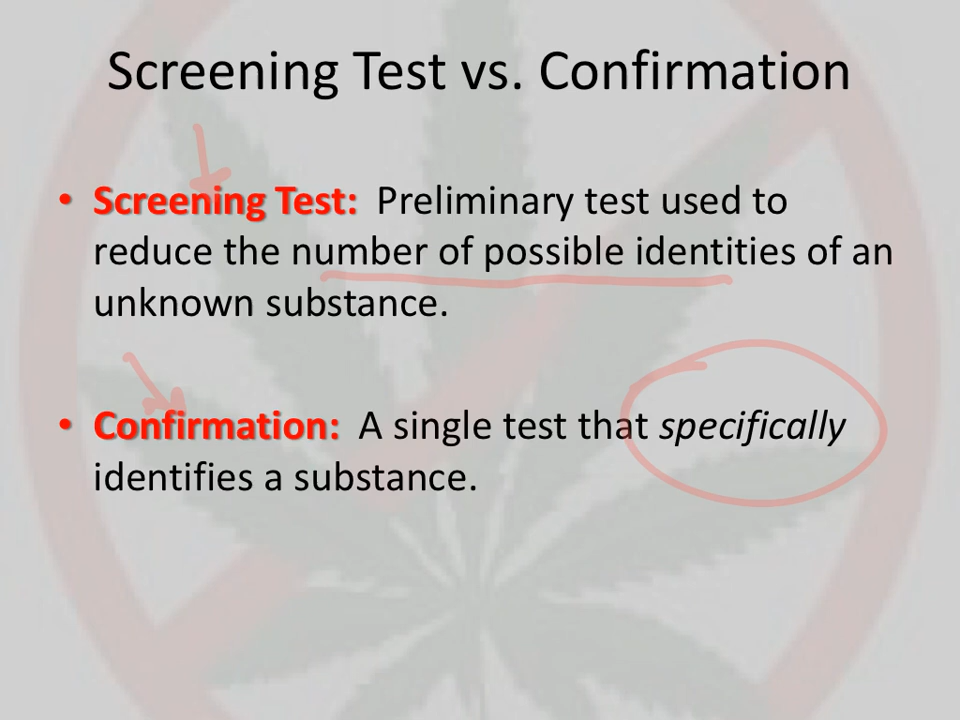 Screening Test vs. Confirmation
• Screening Test: Preliminary test used to
reduce the number of possible identities of an
unknown substance.
• Confirmation: A single test that specifically
identifies a substance.